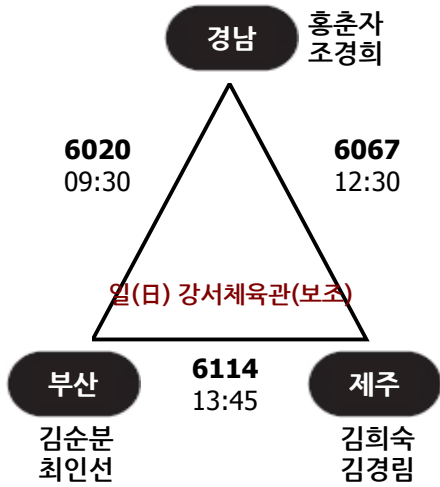 경남
홍춘자
조경희
6020
09:30
6067
12:30
일(日) 강서체육관(보조)
부산
6114
13:45
제주
김순분
최인선
김희숙
김경림